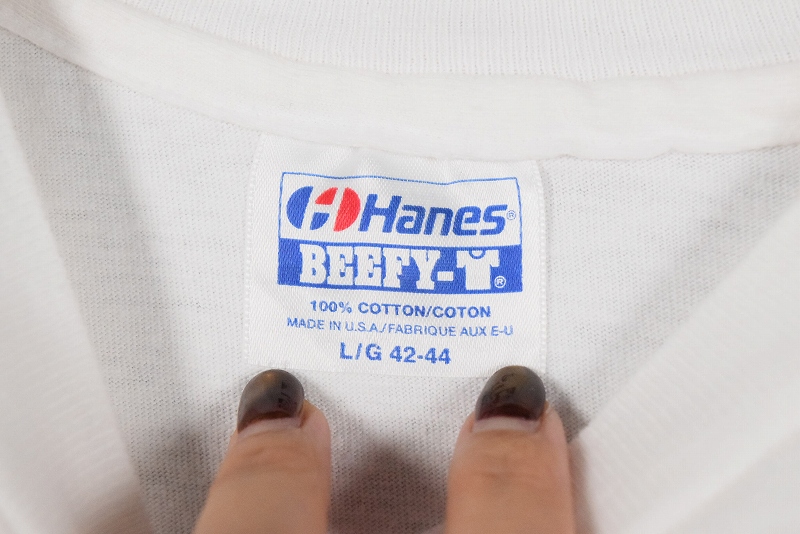 Hanes®
BEEFY-T®
100% COTTON/COTON
MADE IN U.S.A./FABRIQUE AUX E-U
L/G 42-44